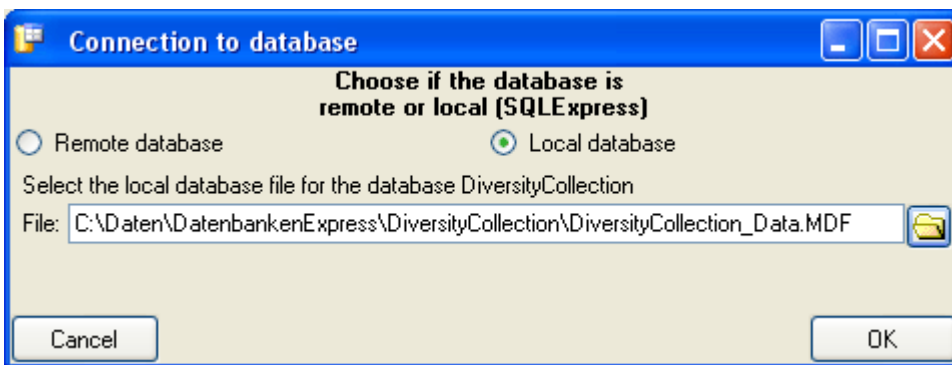 Connection to database
Choose if the database is
remote or local (SQLExpress)
Remote database
Local database
Select the local database file for the database DiversityCollection
File: C:\Daten\DatenbankenExpress\DiversityCollection\DiversityCollection_Data.MDF
Cancel
OK